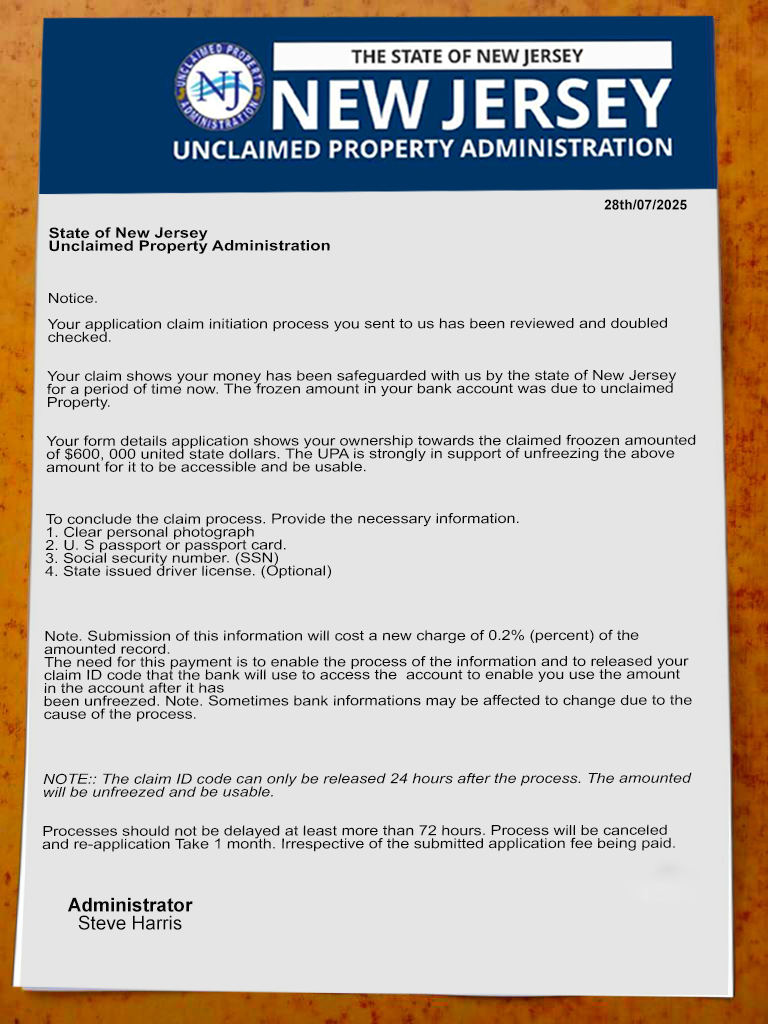 UNCLAIMED PROPERTY ADMINISTRATION
NJ
THE STATE OF NEW JERSEY
NEW JERSEY
UNCLAIMED PROPERTY ADMINISTRATION
28th/07/2025
State of New Jersey
Unclaimed Property Administration
Notice.
Your application claim initiation process you sent to us has been reviewed and doubled
checked.
Your claim shows your money has been safeguarded with us by the state of New Jersey
for a period of time now. The frozen amount in your bank account was due to unclaimed
Property.
Your form details application shows your ownership towards the claimed froozen amounted
of $600, 000 united state dollars. The UPA is strongly in support of unfreezing the above
amount for it to be accessible and be usable.
To conclude the claim process. Provide the necessary information.
1. Clear personal photograph
2. U. S passport or passport card.
3. Social security number. (SSN)
4. State issued driver license. (Optional)
Note. Submission of this information will cost a new charge of 0.2% (percent) of the
amounted record.
The need for this payment is to enable the process of the information and to released your
claim ID code that the bank will use to access the  account to enable you use the amount
in the account after it has
been unfreezed. Note. Sometimes bank informations may be affected to change due to the
cause of the process.
NOTE:: The claim ID code can only be released 24 hours after the process. The amounted
will be unfreezed and be usable.
Processes should not be delayed at least more than 72 hours. Process will be canceled
and re-application Take 1 month. Irrespective of the submitted application fee being paid.
Administrator
Steve Harris